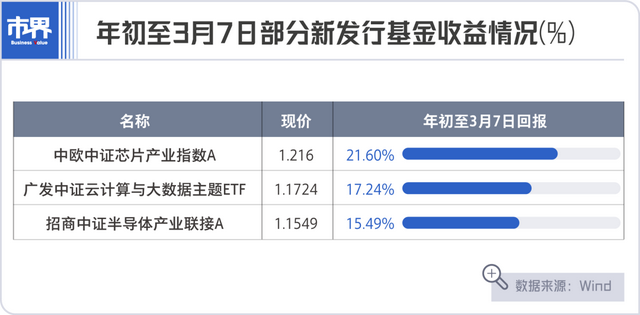 市界
Business Value
年初至3月7日部分新发行基金收益情况(%)
名称 现价 年初至3月7日回报
中欧中证芯片产业指数A 1.216 21.60%
广发中证云计算与大数据主题ETF 1.1724 17.24%
招商中证半导体产业联接A 1.1549 15.49%
数据来源：Wind